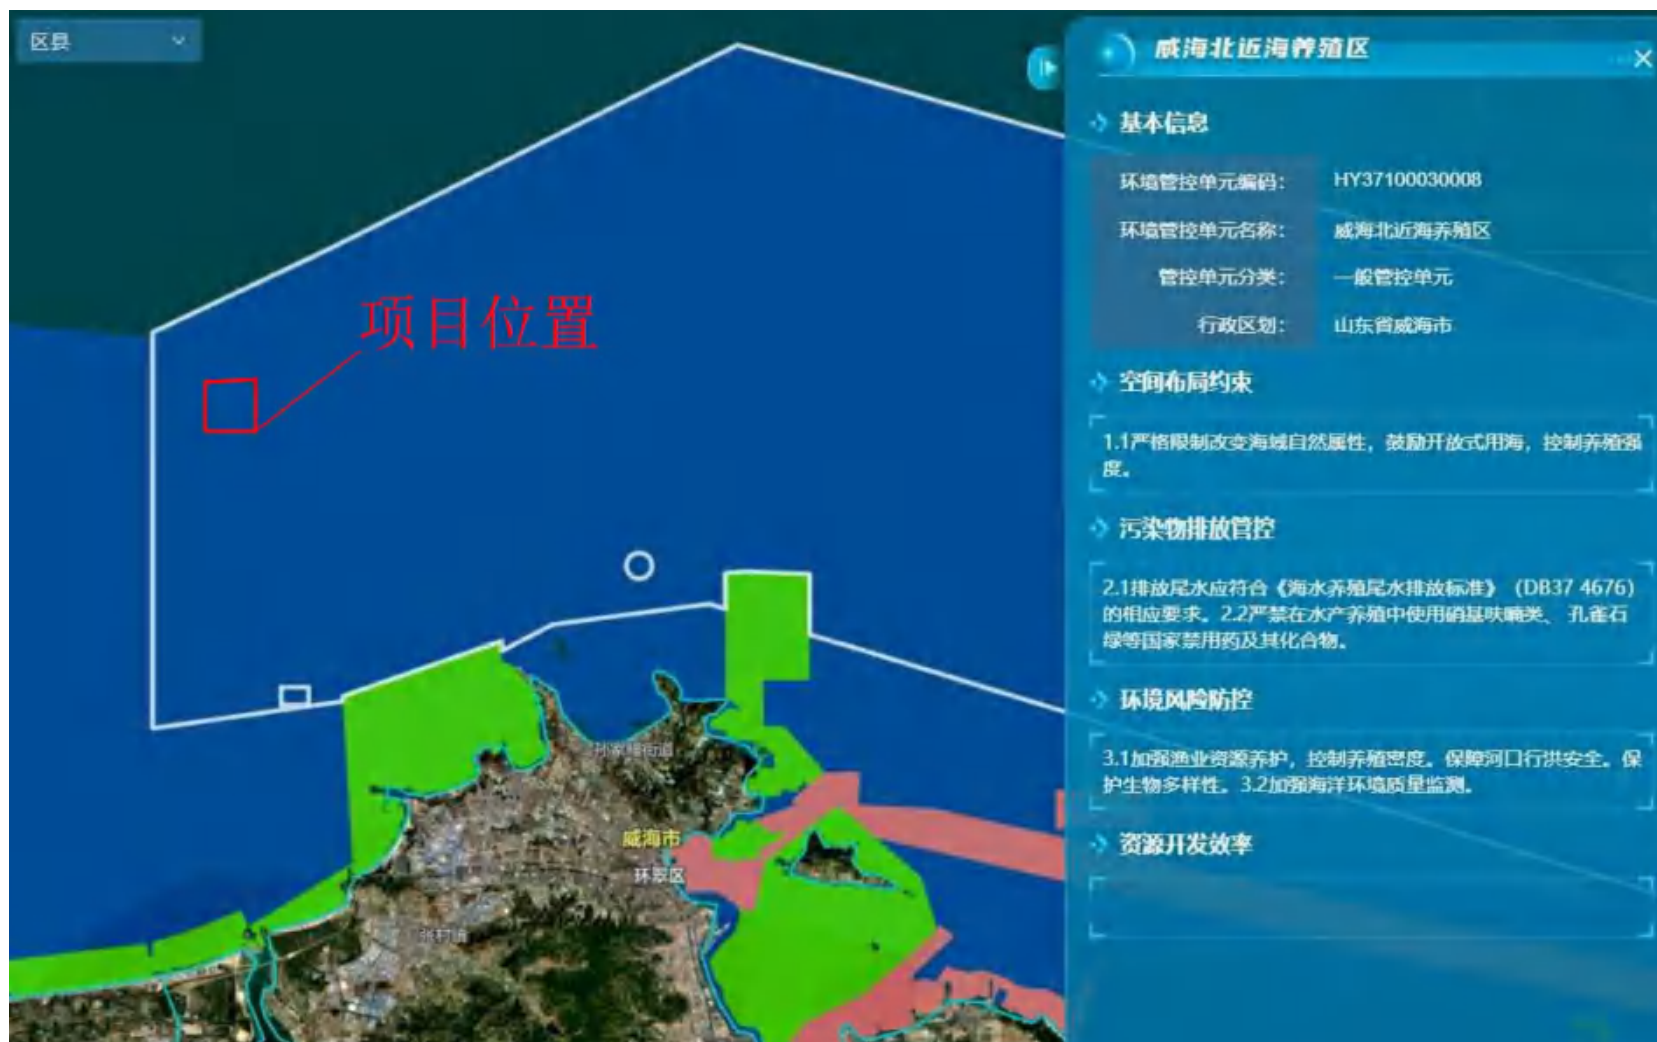 区县
项目位置
孙家疃街道
威海市
环翠区
张村镇
威海北近海养殖区
基本信息
环境管控单元编码： HY37100030008
环境管控单元名称： 威海北近海养殖区
管控单元分类： 一般管控单元
行政区划： 山东省威海市
空间布局约束
1.1严格限制改变海域自然属性，鼓励开放式用海，控制养殖强
度。
污染物排放管控
2.1排放尾水应符合《海水养殖尾水排放标准》（DB37 4676）
的相应要求。2.2严禁在水产养殖中使用硝基呋喃类、孔雀石
绿等国家禁用药及其化合物。
环境风险防控
3.1加强渔业资源养护，控制养殖密度。保障河口行洪安全。保
护生物多样性。3.2加强海洋环境质量监测。
资源开发效率